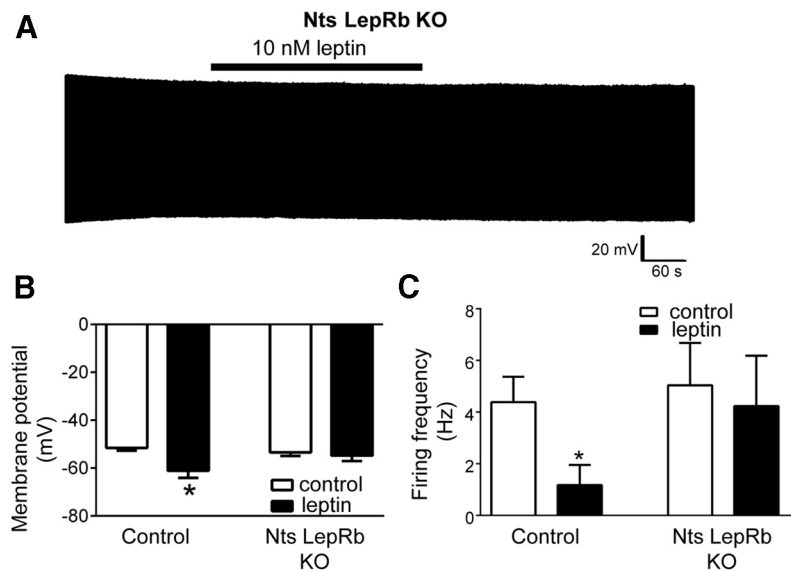 A
Nts LepRb KO
10 nM leptin
20 mV
60 s
B
Membrane potential
(mV)
0
-20
-40
-60
-80
*
control
leptin
Control
Nts LepRb
KO
C
Firing frequency
(Hz)
8
6
4
2
0
control
leptin
*
Control
Nts LepRb
KO